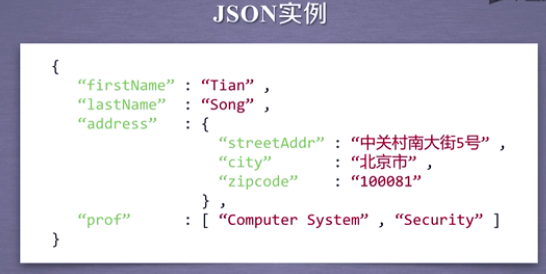 JSON实例
{
“firstName” : “Tian” ,
“lastName” : “Song” ,
“address” : {
“streetAddr” : “中关村南大街5号” ,
“city” : “北京市” ,
“zipcode” : “100081”
} ,
“prof” : [ “Computer System” , “Security” ]
}